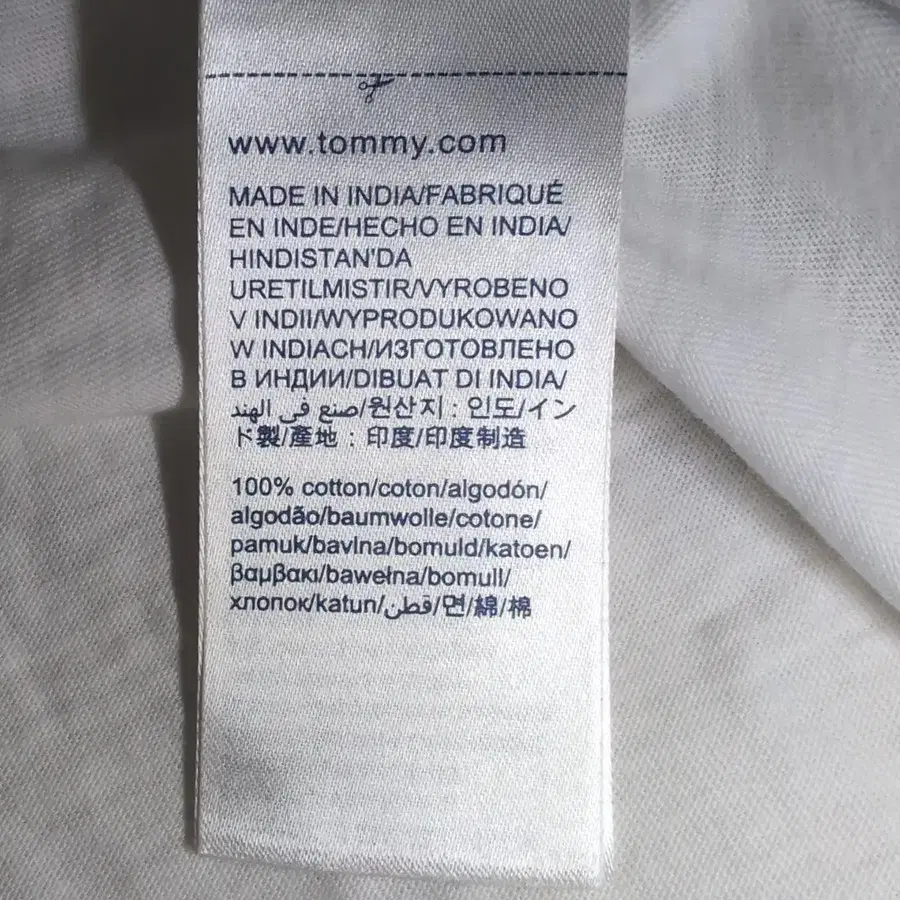 www.tommy.com
MADE IN INDIA/FABRIQUÉ
EN INDE/HECHO EN INDIA/
HINDISTAN'DA
URETILMISTIR/VYROBENO
V INDII/WYPRODUKOWANO
W INDIACH/ИЗГОТОВЛЕНО
В ИНДИИ/DIBUAT DI INDIA/
صنع في الهند/원산지 : 인도/イン
ド製/產地 : 印度/印度制造
100% cotton/coton/algodón/
algodão/baumwolle/cotone/
pamuk/bavlna/bomuld/katoen/
βαμβακι/bawełna/bomull/
хлопок/katun/قطن/면/綿/棉